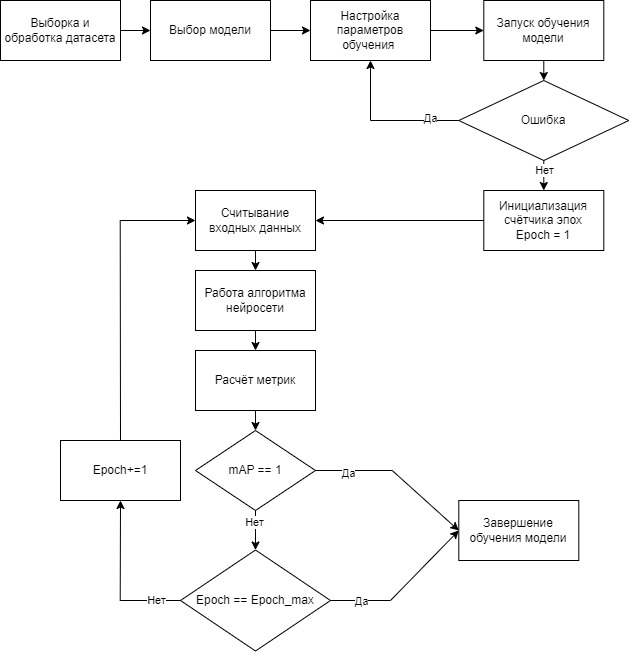 Выборка и
обработка датасета
Выбор модели
Настройка
параметров
обучения
Запуск обучения
модели
Ошибка
Да
Нет
Инициализация
счётчика эпох
Epoch = 1
Считывание
входных данных
Работа алгоритма
нейросети
Расчёт метрик
mAP == 1
Да
Нет
Epoch+=1
Завершение
обучения модели
Epoch == Epoch_max
Нет
Да